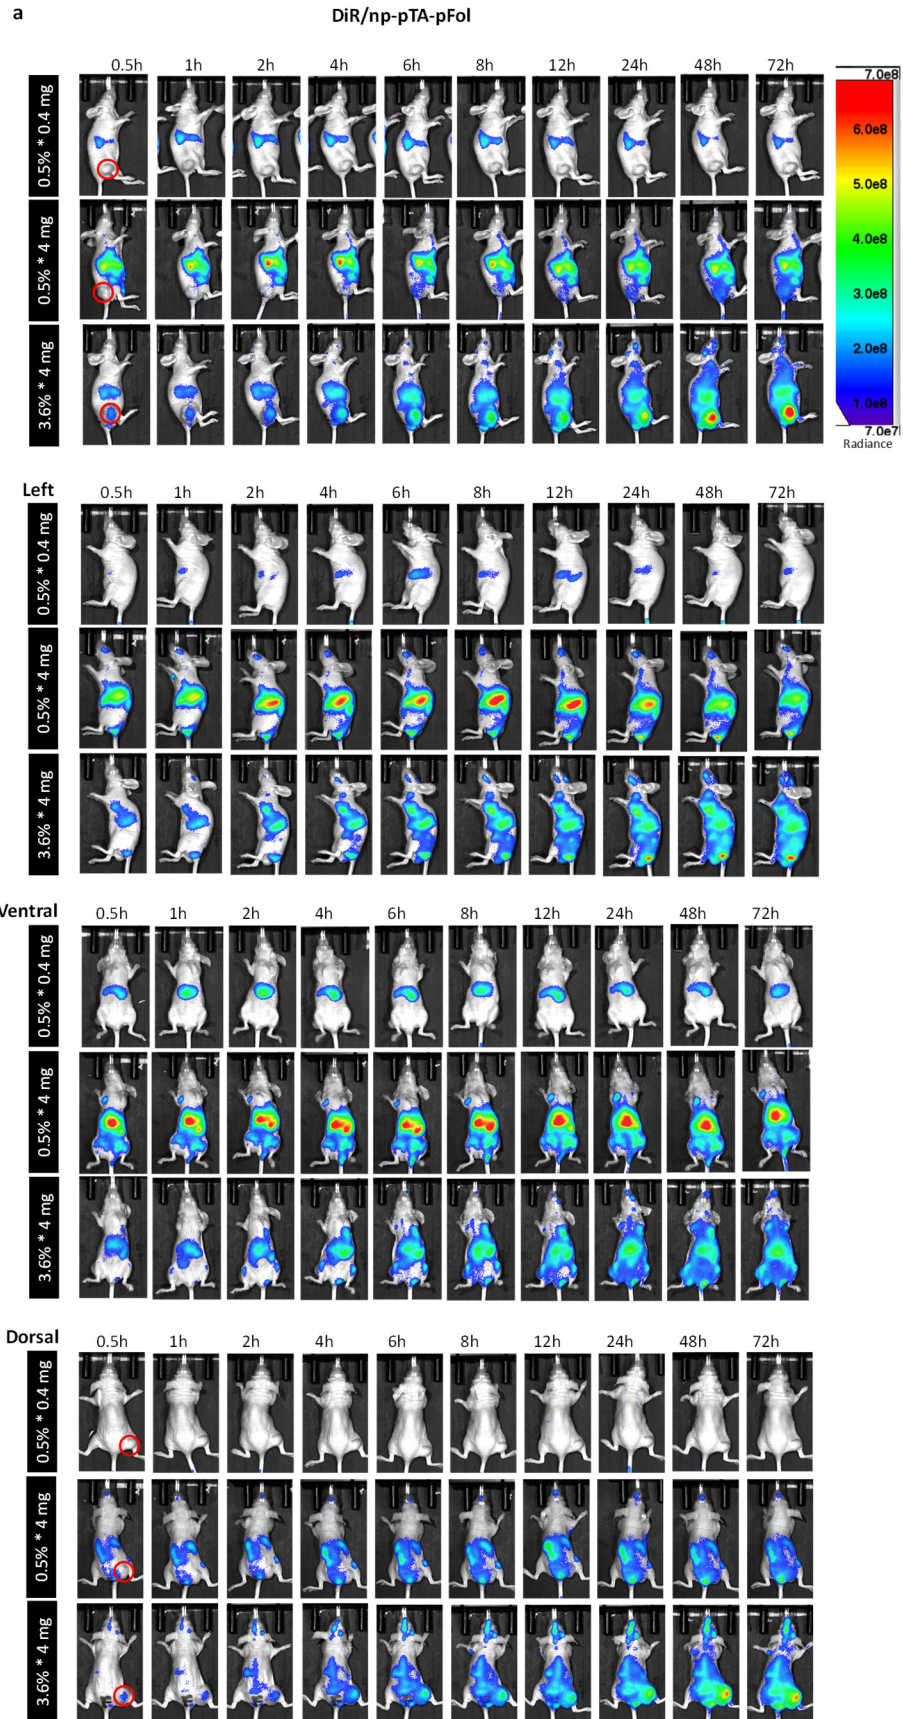 a
DiR/np-pTA-pFol
0.5h 1h 2h 4h 6h 8h 12h 24h 48h 72h
0.5% * 0.4 mg
0.5% * 4 mg
3.6% * 4 mg
7.0e8
6.0e8
5.0e8
4.0e8
3.0e8
2.0e8
1.0e8
7.0e7
Radiance
Left
0.5h 1h 2h 4h 6h 8h 12h 24h 48h 72h
0.5% * 0.4 mg
0.5% * 4 mg
3.6% * 4 mg
Ventral
0.5h 1h 2h 4h 6h 8h 12h 24h 48h 72h
0.5% * 0.4 mg
0.5% * 4 mg
3.6% * 4 mg
Dorsal
0.5h 1h 2h 4h 6h 8h 12h 24h 48h 72h
0.5% * 0.4 mg
0.5% * 4 mg
3.6% * 4 mg